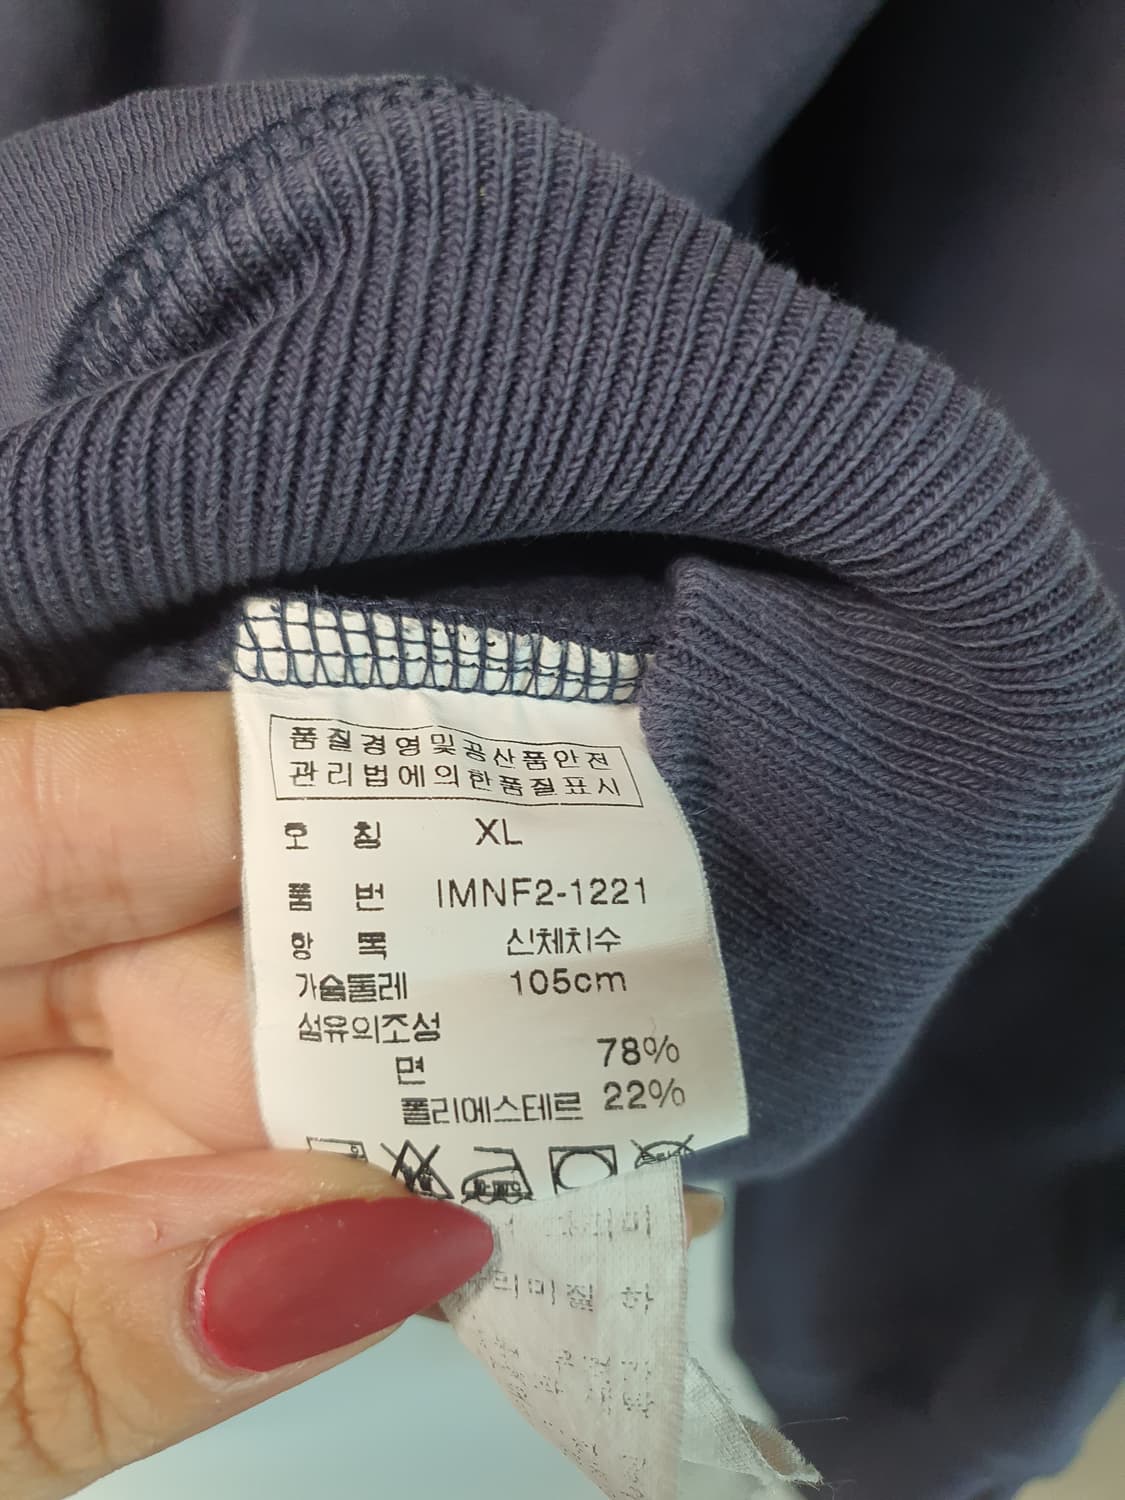 품질경영및공산품안전
관리법에의한품질표시
호 칭 XL
품 번 IMNF2-1221
항 목 신체치수
가슴둘레 105cm
섬유의조성
면 78%
폴리에스테르 22%